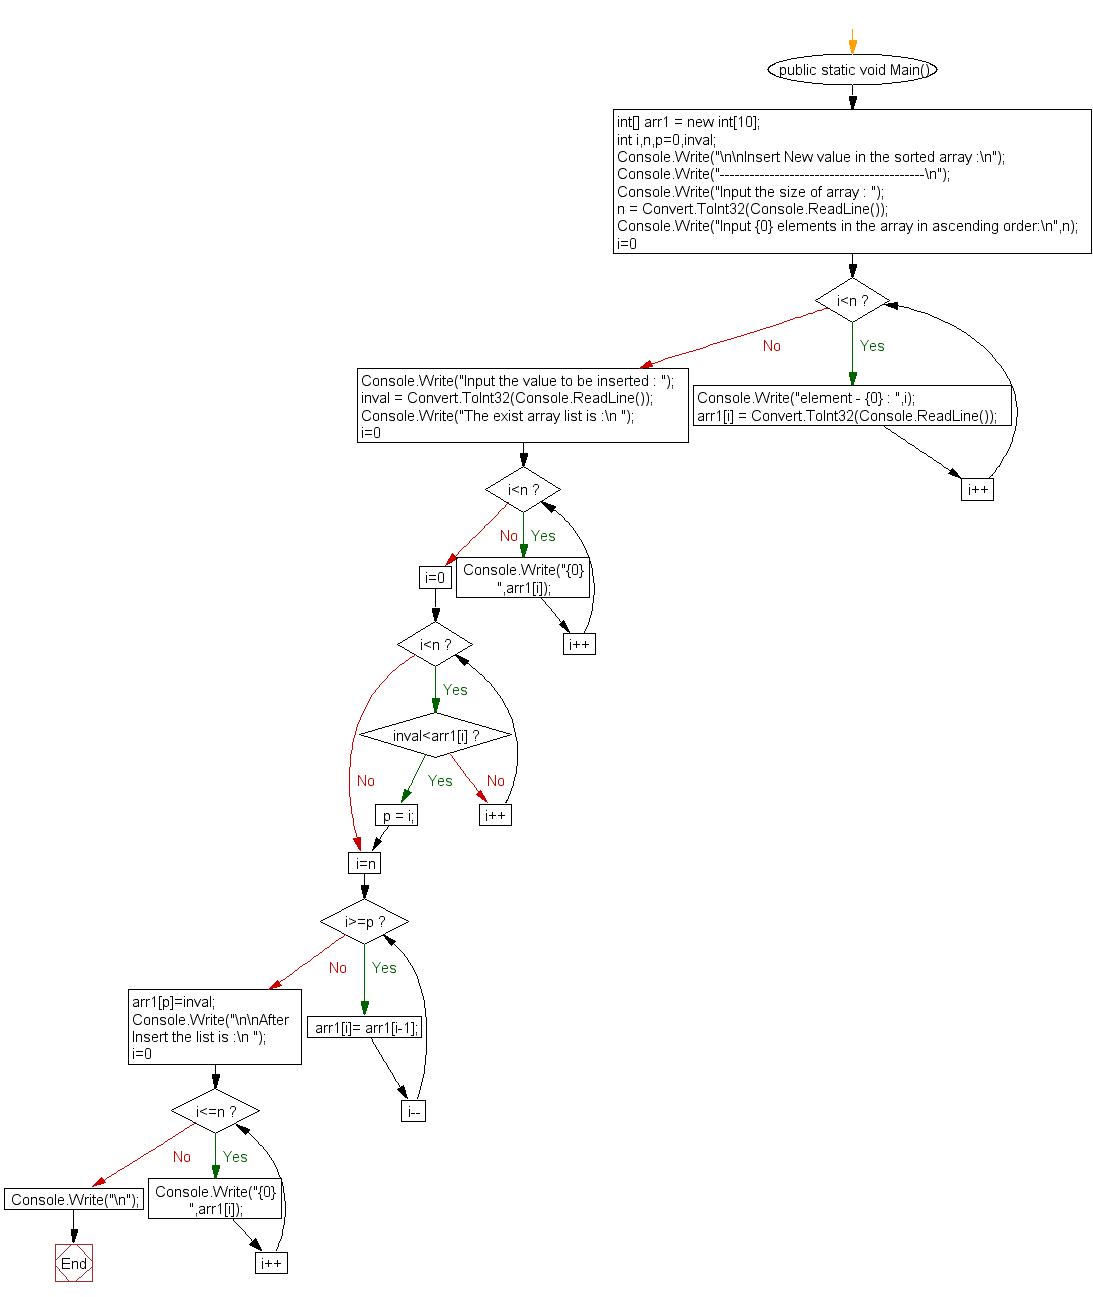 public static void Main()
int[] arr1 = new int[10];
int i,n,p=0,inval;
Console.Write("\n\nInsert New value in the sorted array :\n");
Console.Write("-----------------------------------------\n");
Console.Write("Input the size of array : ");
n = Convert.ToInt32(Console.ReadLine());
Console.Write("Input {0} elements in the array in ascending order:\n",n);
i=0
i<n ?
No
Yes
Console.Write("Input the value to be inserted : ");
inval = Convert.ToInt32(Console.ReadLine());
Console.Write("The exist array list is :\n ");
i=0
Console.Write("element - {0} : ",i);
arr1[i] = Convert.ToInt32(Console.ReadLine());
i++
i<n ?
No
Yes
i=0
Console.Write("{0}
",arr1[i]);
i++
i<n ?
Yes
inval<arr1[i] ?
No
Yes
No
p = i;
i++
i=n
i>=p ?
No
Yes
arr1[p]=inval;
Console.Write("\n\nAfter
Insert the list is :\n ");
i=0
arr1[i]= arr1[i-1];
i--
i<=n ?
No
Yes
Console.Write("\n");
Console.Write("{0}
",arr1[i]);
i++
End